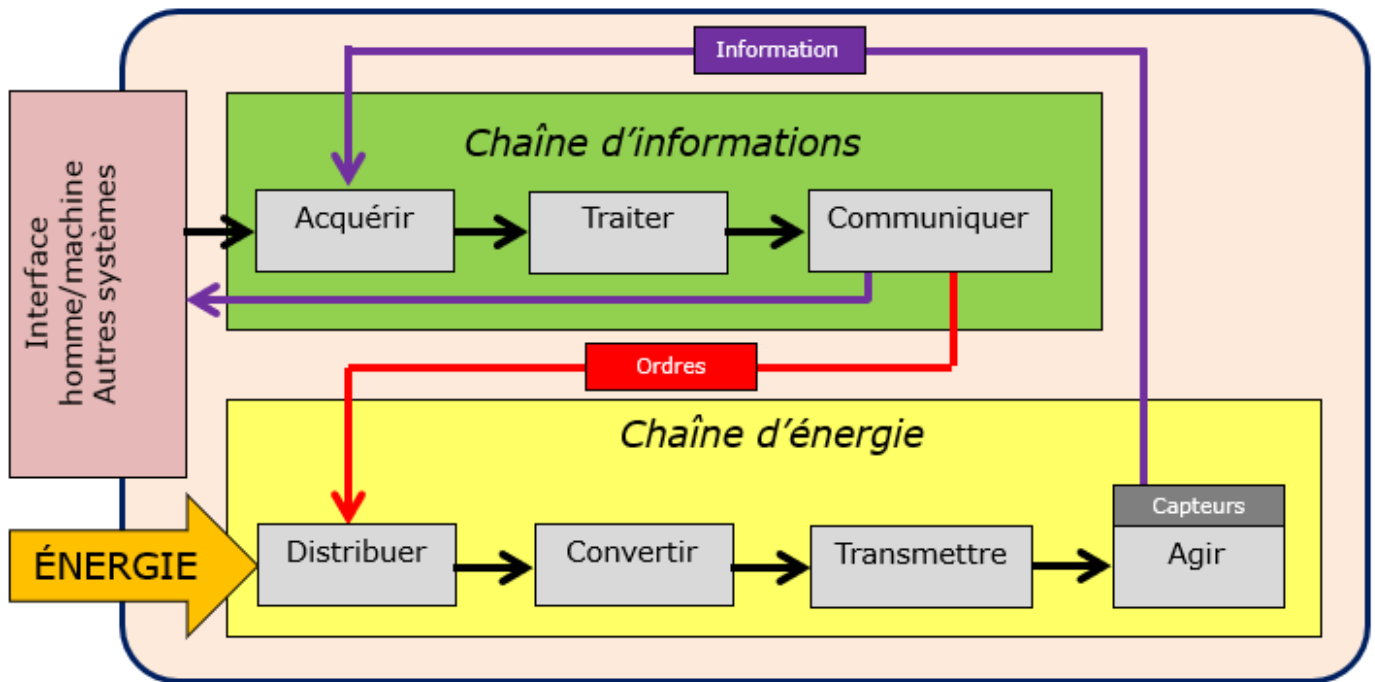 Information
Chaîne d'informations
Interface
homme/machine
Autres systèmes
Acquérir
Traiter
Communiquer
Ordres
Chaîne d'énergie
Capteurs
ÉNERGIE
Distribuer
Convertir
Transmettre
Agir